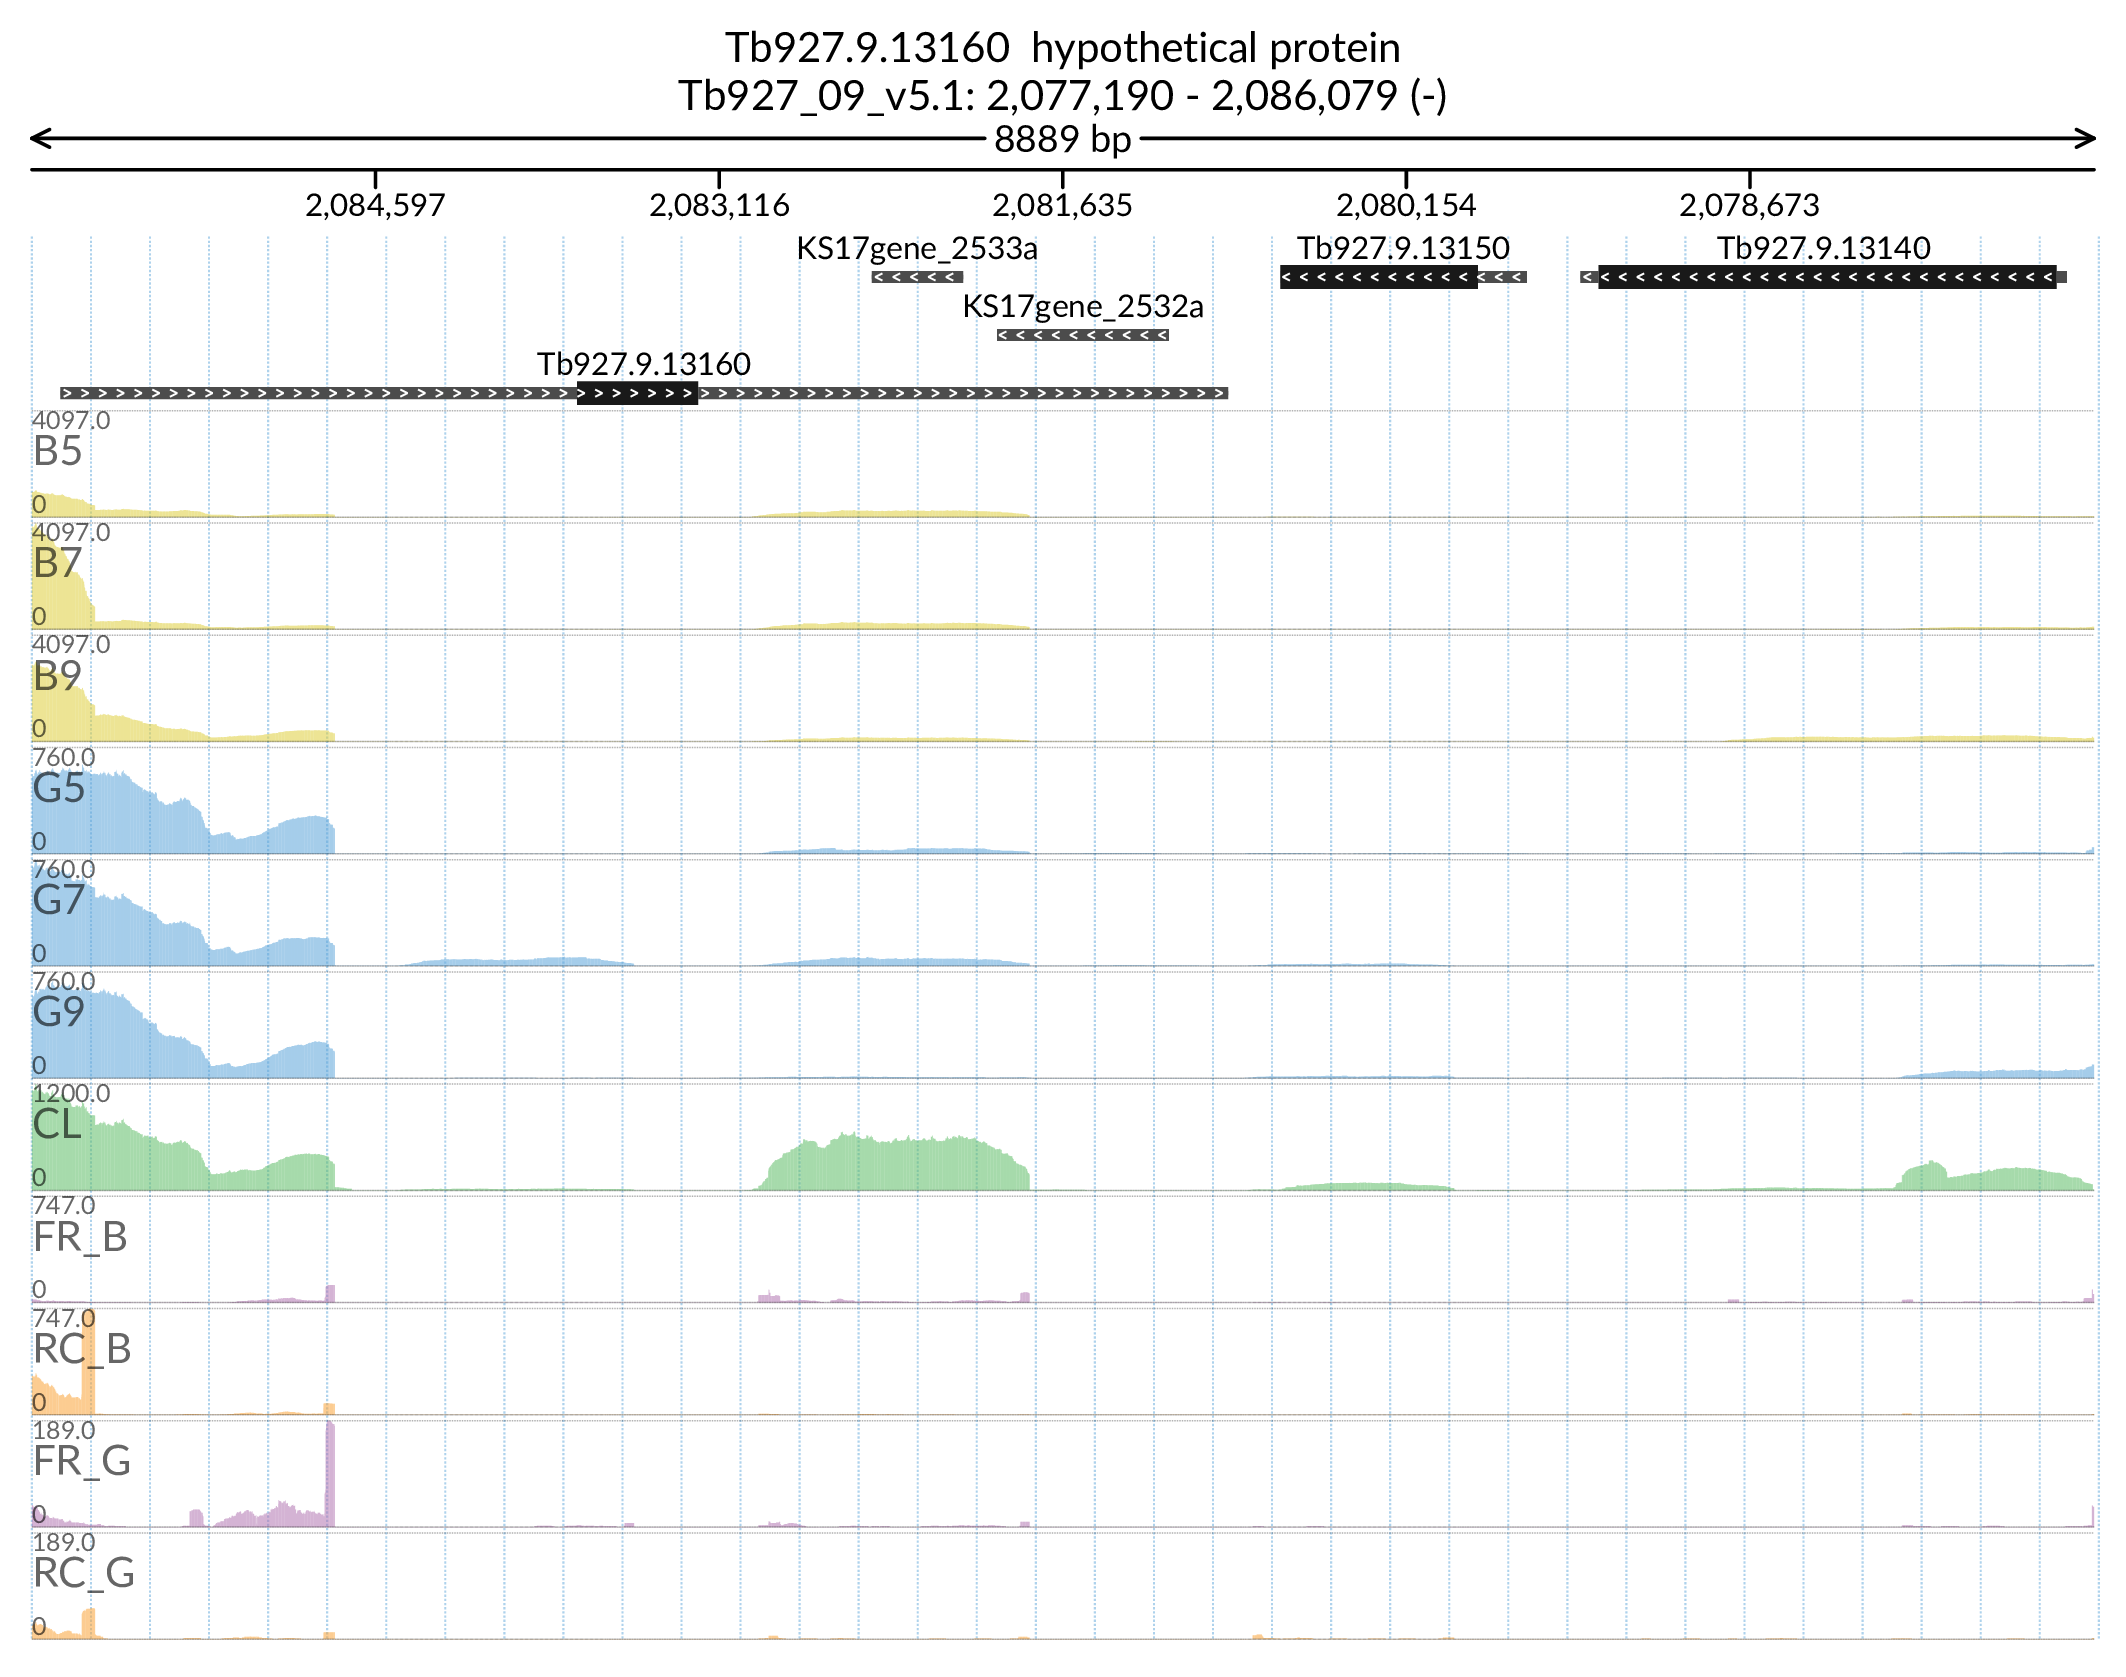 Tb927.9.13160  hypothetical protein
Tb927_09_v5.1: 2,077,190 - 2,086,079 (-)
8889 bp
2,084,597 2,083,116 2,081,635 2,080,154 2,078,673
KS17gene_2533a Tb927.9.13150 Tb927.9.13140
KS17gene_2532a
Tb927.9.13160
4097.0
B5
0
4097.0
B7
0
4097.0
B9
0
760.0
G5
0
760.0
G7
0
760.0
G9
0
1200.0
CL
0
747.0
FR_B
0
747.0
RC_B
0
189.0
FR_G
0
189.0
RC_G
0